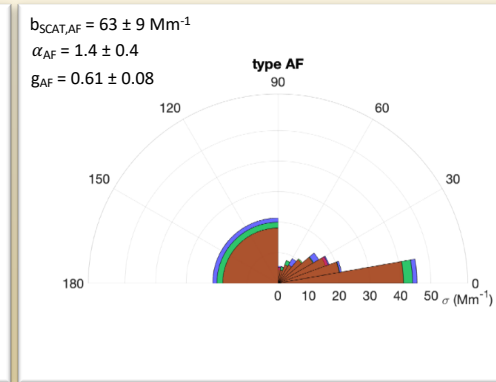 bSCAT,AF = 63 ± 9 Mm-1
αAF = 1.4 ± 0.4
gAF = 0.61 ± 0.08
type AF
90
120 60
150 30
180 0
0 10 20 30 40 50 σ (Mm-1)